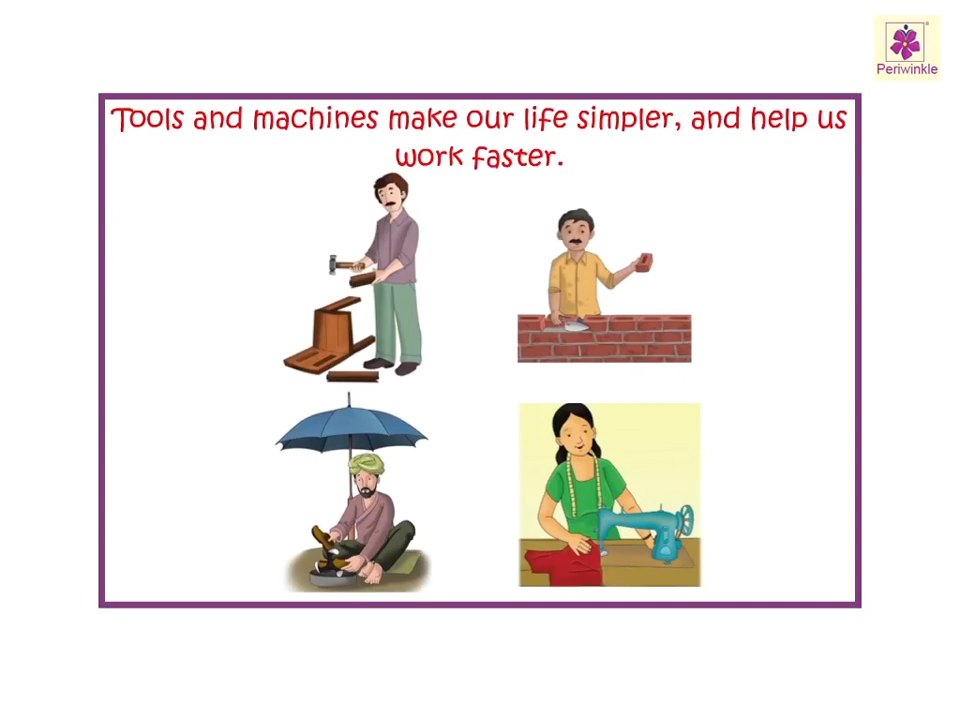 Periwinkle
Tools and machines make our life simpler, and help us
work faster.